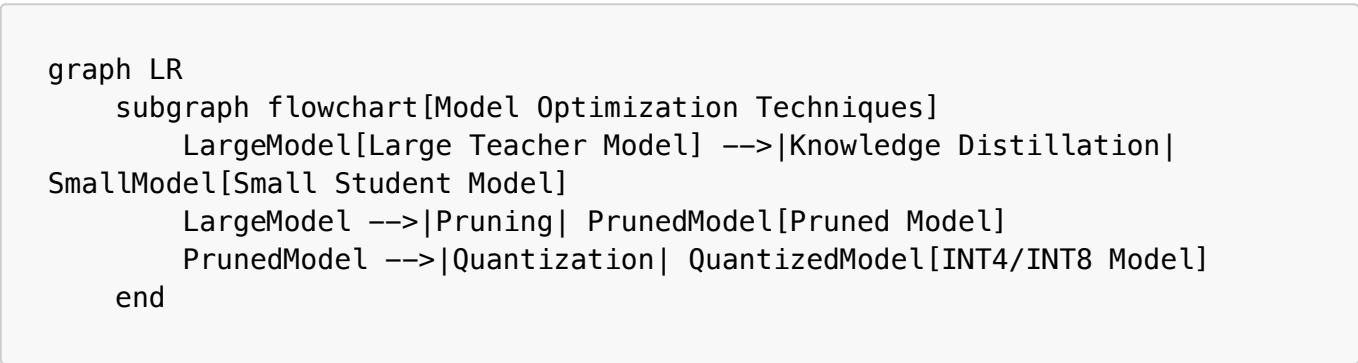 graph LR
    subgraph flowchart[Model Optimization Techniques]
        LargeModel[Large Teacher Model] -->|Knowledge Distillation|
SmallModel[Small Student Model]
        LargeModel -->|Pruning| PrunedModel[Pruned Model]
        PrunedModel -->|Quantization| QuantizedModel[INT4/INT8 Model]
    end